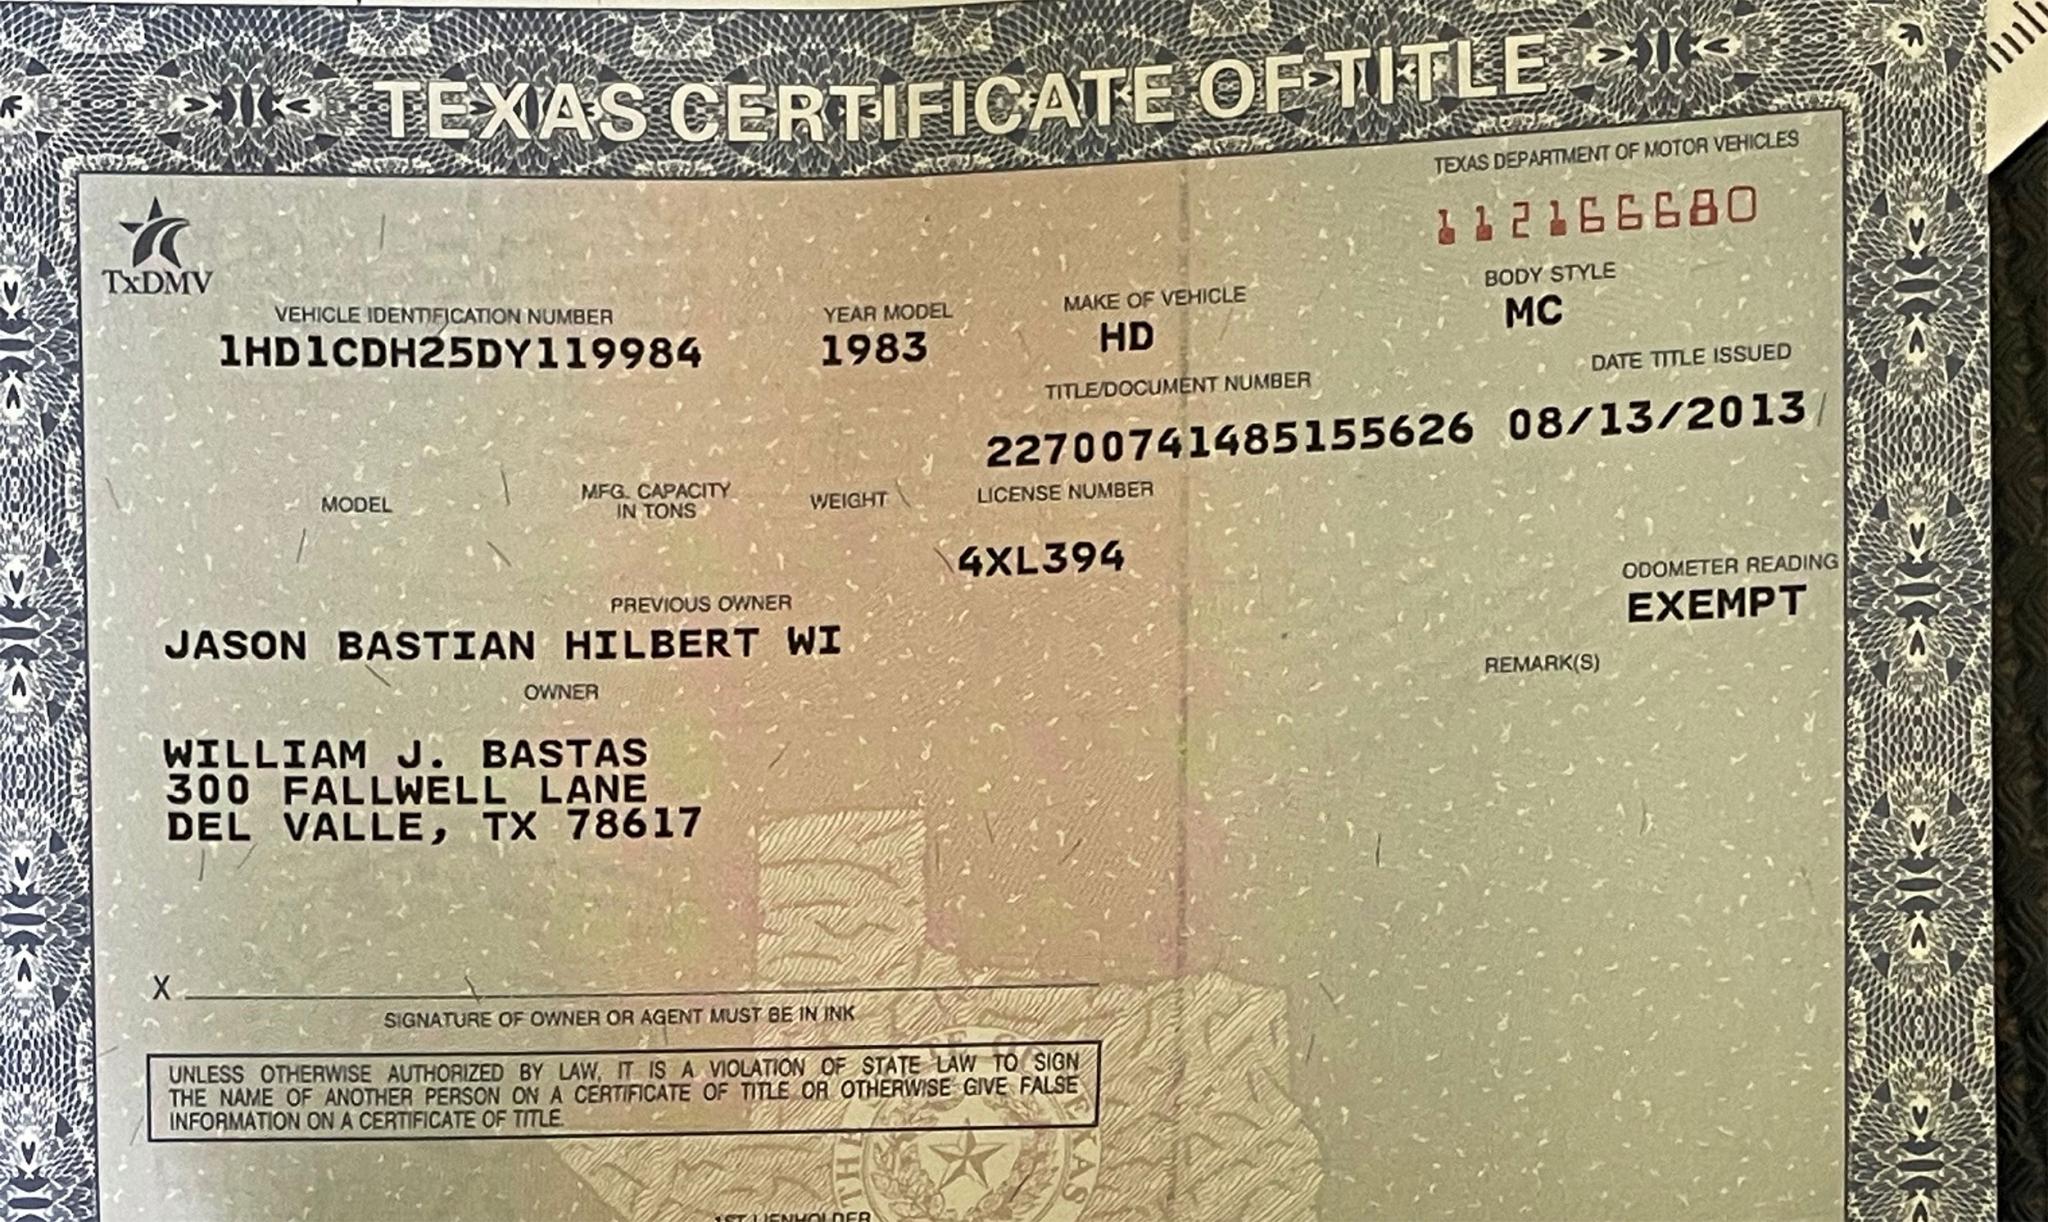 TEXAS CERTIFICATE OF TITLE
TEXAS DEPARTMENT OF MOTOR VEHICLES
112166680
TxDMV
VEHICLE IDENTIFICATION NUMBER
1HD1CDH25DY119984
YEAR MODEL
1983
MAKE OF VEHICLE
HD
BODY STYLE
MC
TITLE/DOCUMENT NUMBER
22700741485155626
DATE TITLE ISSUED
08/13/2013
MODEL
MFG. CAPACITY
IN TONS
WEIGHT
LICENSE NUMBER
4XL394
ODOMETER READING
EXEMPT
PREVIOUS OWNER
JASON BASTIAN HILBERT WI
REMARK(S)
OWNER
WILLIAM J. BASTAS
300 FALLWELL LANE
DEL VALLE, TX 78617
X
SIGNATURE OF OWNER OR AGENT MUST BE IN INK
UNLESS OTHERWISE AUTHORIZED BY LAW, IT IS A VIOLATION OF STATE LAW TO SIGN
THE NAME OF ANOTHER PERSON ON A CERTIFICATE OF TITLE OR OTHERWISE GIVE FALSE
INFORMATION ON A CERTIFICATE OF TITLE.
1ST LIENHOLDER